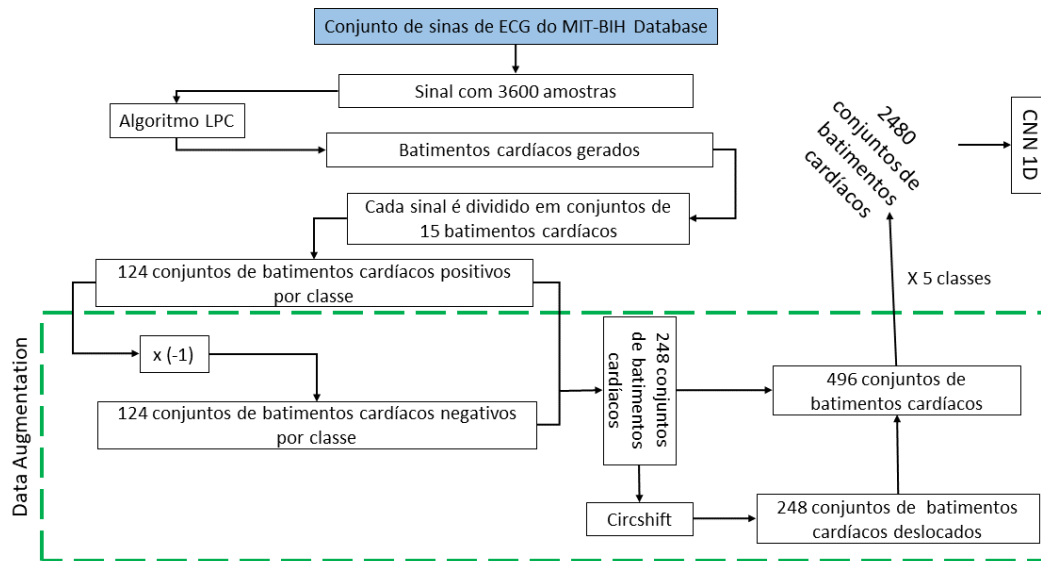 Conjunto de sinas de ECG do MIT-BIH Database
Sinal com 3600 amostras
Algoritmo LPC
Batimentos cardíacos gerados
Cada sinal é dividido em conjuntos de
15 batimentos cardíacos
124 conjuntos de batimentos cardíacos positivos
por classe
x (-1)
124 conjuntos de batimentos cardíacos negativos
por classe
248 conjuntos
de batimentos
cardíacos
Circshift
248 conjuntos de batimentos
cardíacos deslocados
496 conjuntos de
batimentos cardíacos
X 5 classes
2480
conjuntos de
batimentos
cardíacos
CNN 1D
Data Augmentation